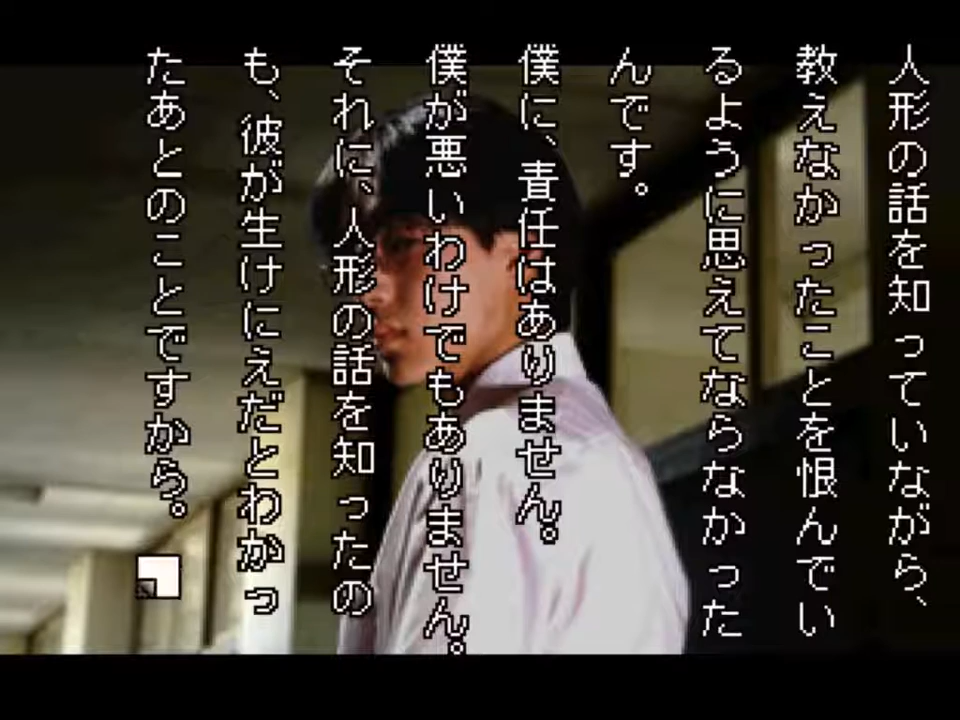 人形の話を知っていながら、
教えなかったことを恨んでい
るように思えてならなかった
んです。
僕に、責任はありません。
僕が悪いわけでもありません。
それに、人形の話を知ったの
も、彼が生けにえだとわかっ
たあとのことですから。